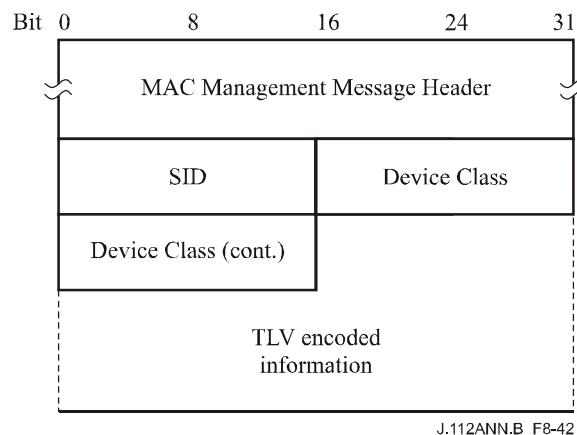 Bit 0 8 16 24 31
MAC Management Message Header
SID Device Class
Device Class (cont.)
TLV encoded
information
J.112ANN.B F8-42